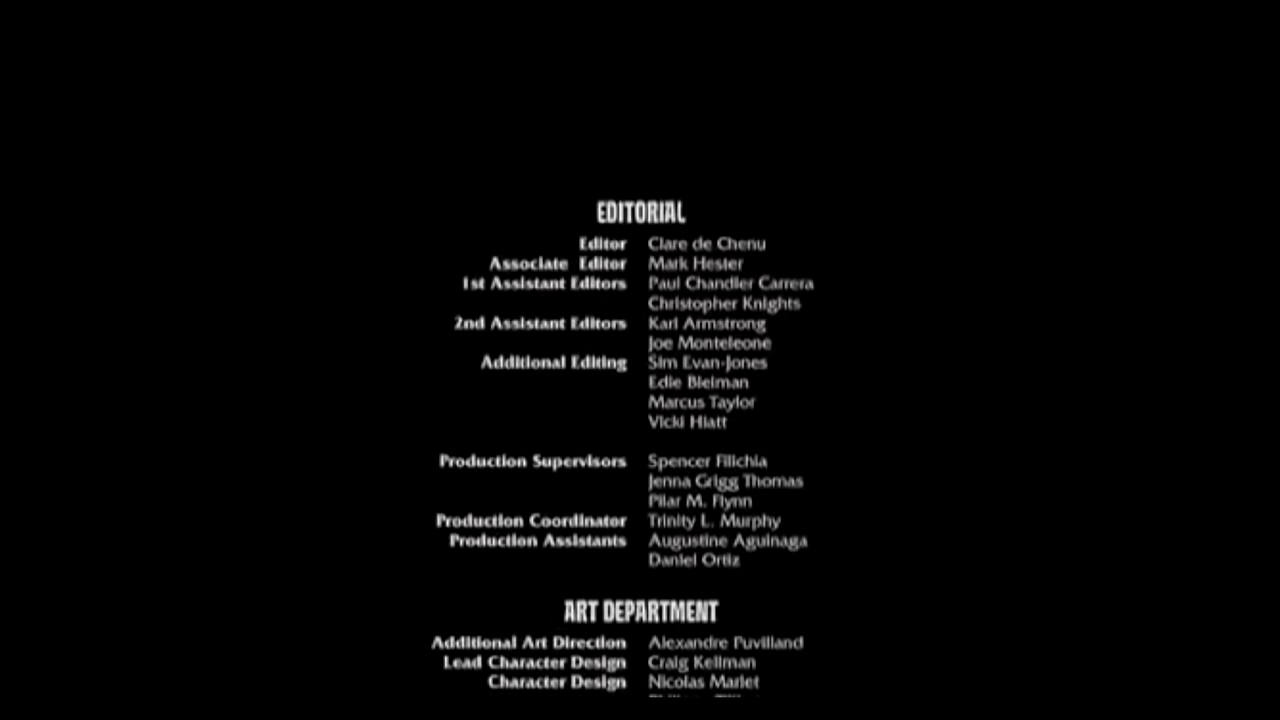 EDITORIAL
Editor Clare de Chenu
Associate Editor Mark Hester
1st Assistant Editors Paul Chandler Carrera
Christopher Knights
2nd Assistant Editors Karl Armstrong
Joe Monteleone
Additional Editing Sim Evan-Jones
Edie Bleiman
Marcus Taylor
Vicki Hiatt
Production Supervisors Spencer Filichia
Jenna Grigg Thomas
Pilar M. Flynn
Production Coordinator Trinity L. Murphy
Production Assistants Augustine Aguinaga
Daniel Ortiz
ART DEPARTMENT
Additional Art Direction Alexandre Puvilland
Lead Character Design Craig Kellman
Character Design Nicolas Marlet